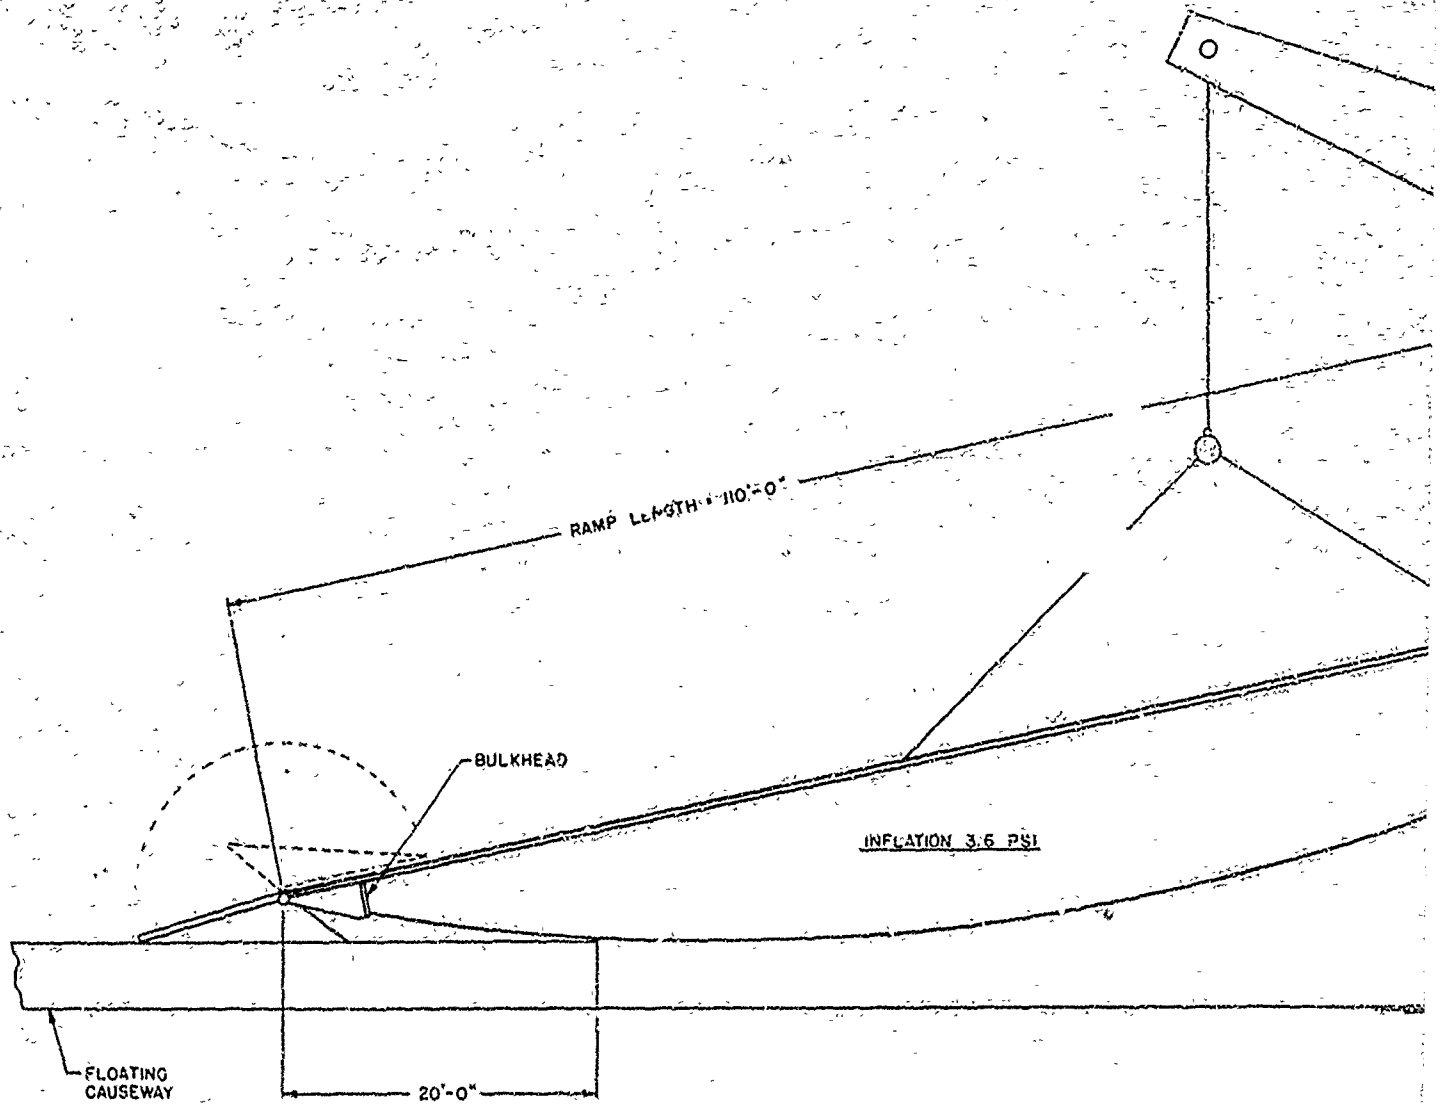 RAMP LENGTH = 110'-0"
BULKHEAD
INFLATION 3.6 PSI
FLOATING
CAUSEWAY
20'-0"